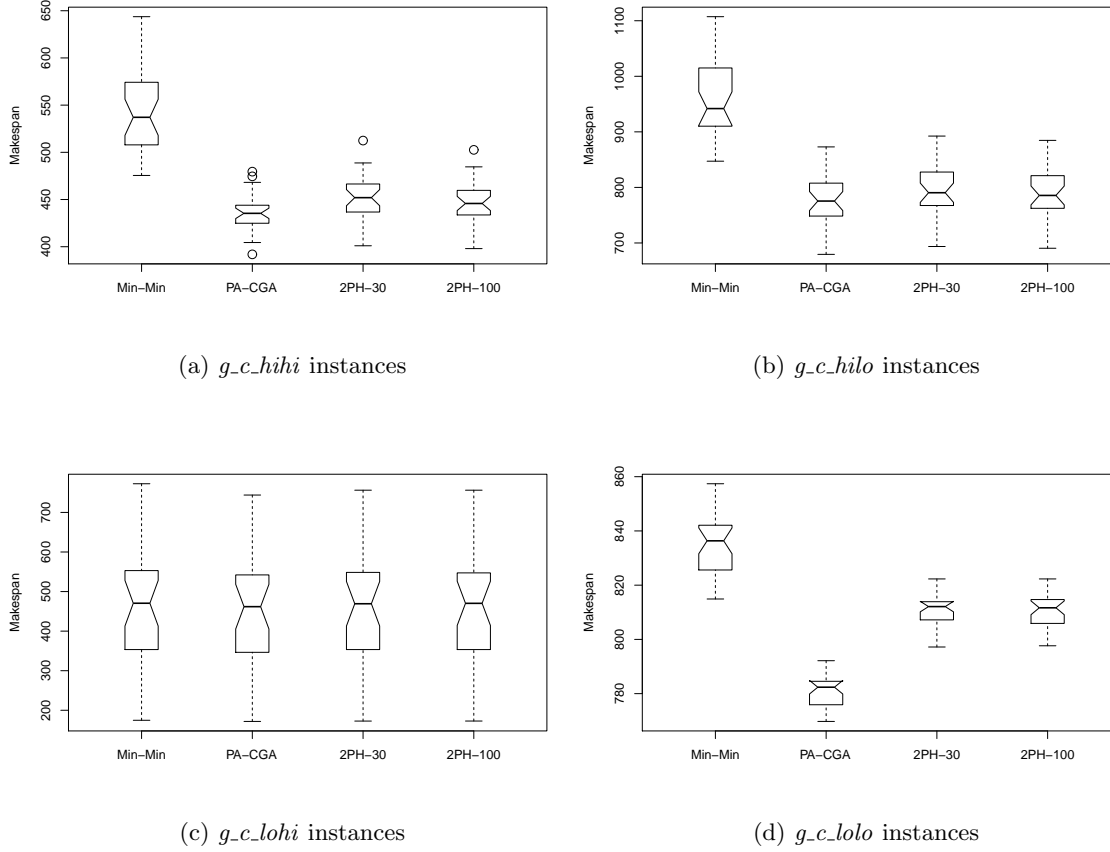 650
600
550
500
450
400
Makespan
Min−Min
PA−CGA
2PH−30
2PH−100
(a) g_c_hihi instances
1100
1000
900
800
700
Makespan
Min−Min
PA−CGA
2PH−30
2PH−100
(b) g_c_hilo instances
700
600
500
400
300
200
Makespan
Min−Min
PA−CGA
2PH−30
2PH−100
(c) g_c_lohi instances
860
840
820
800
780
Makespan
Min−Min
PA−CGA
2PH−30
2PH−100
(d) g_c_lolo instances